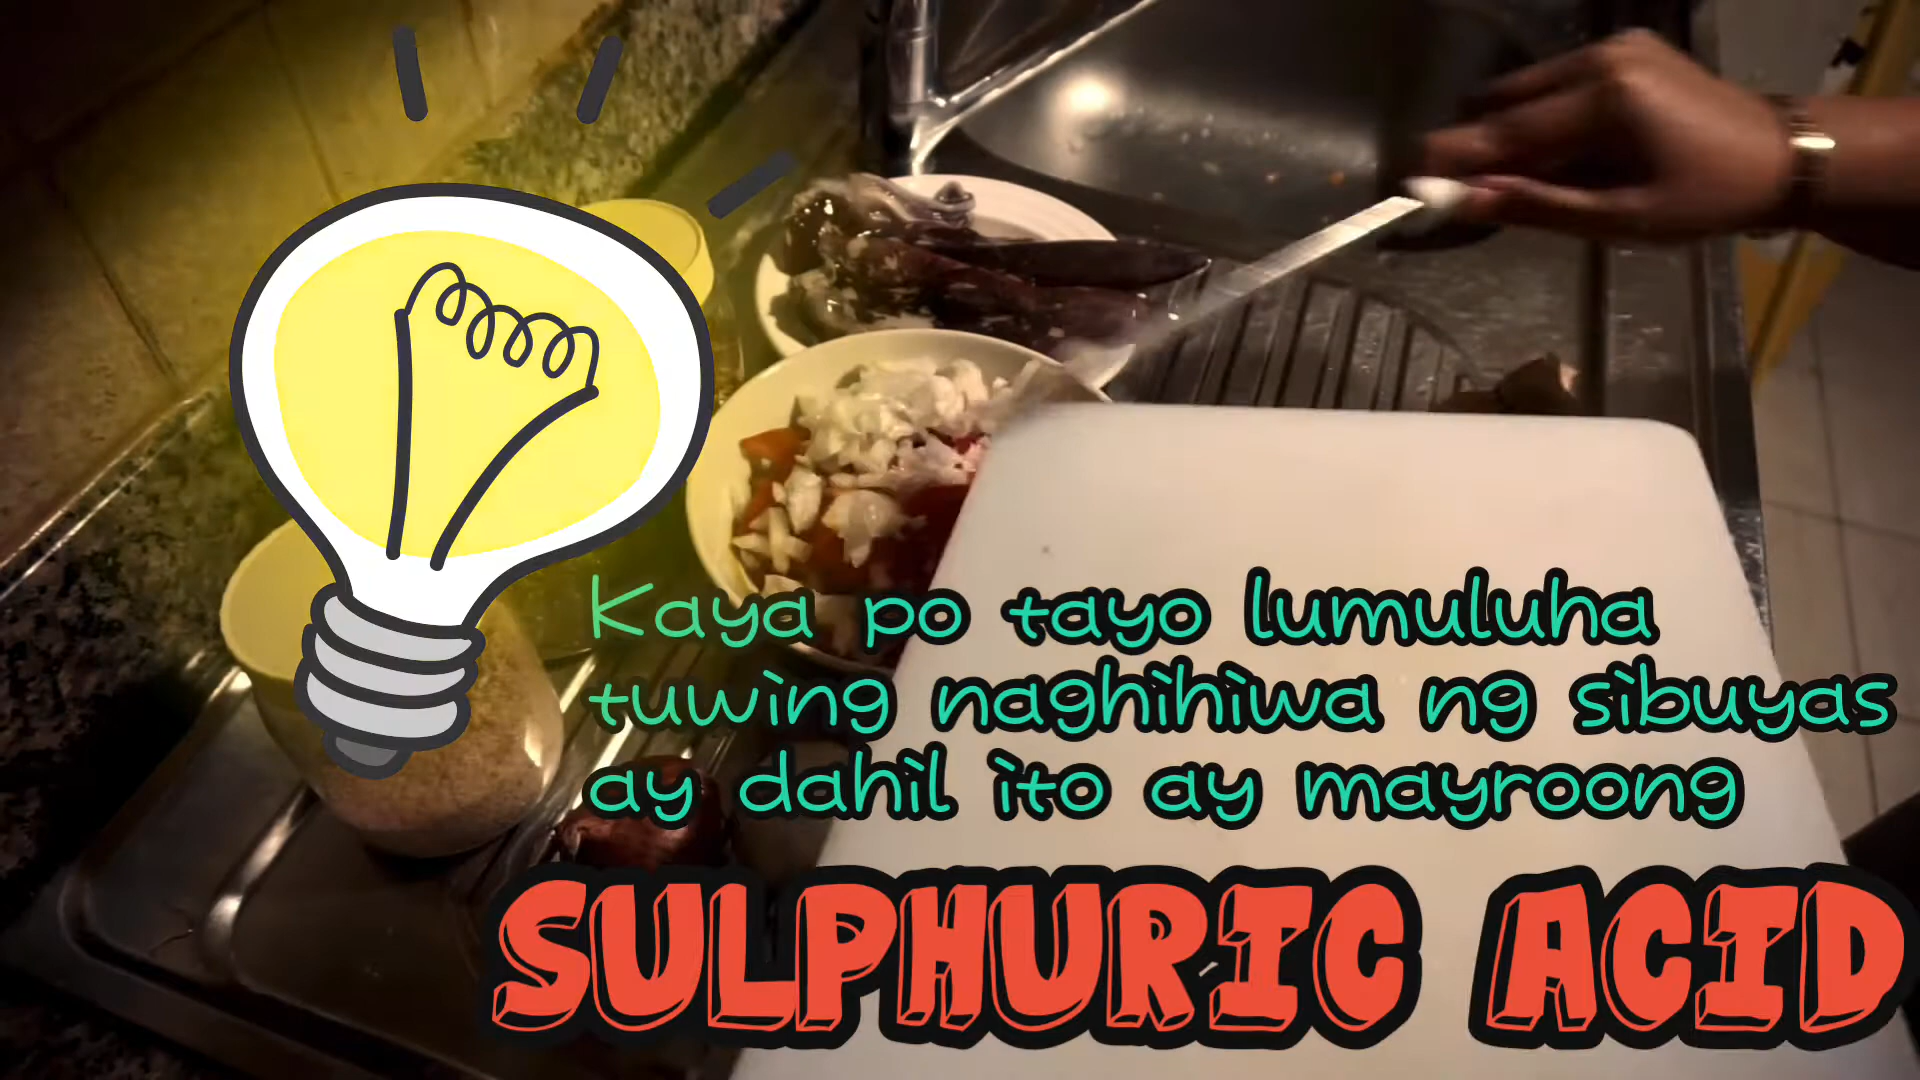 Kaya po tayo lumuluha
tuwing naghihiwa ng sibuyas
ay dahil ito ay mayroong
SULPHURIC ACID